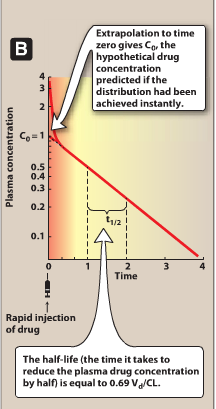 B
Extrapolation to time
zero gives C₀, the
hypothetical drug
concentration
predicted if the
distribution had been
achieved instantly.
Plasma concentration
4
3
2
C₀ = 1
0.5
0.4
0.3
0.2
0.1
t₁/₂
0 1 2 3 4
Time
Rapid injection
of drug
The half-life (the time it takes to
reduce the plasma drug concentration
by half) is equal to 0.69 Vd/CL.